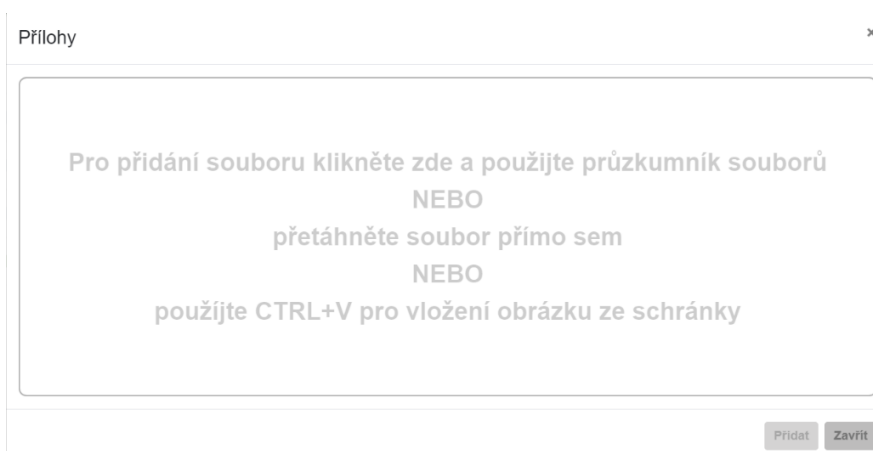 Přílohy
×
Pro přidání souboru klikněte zde a použijte průzkumník souborů
NEBO
přetáhněte soubor přímo sem
NEBO
použíjte CTRL+V pro vložení obrázku ze schránky
Přidat Zavřít